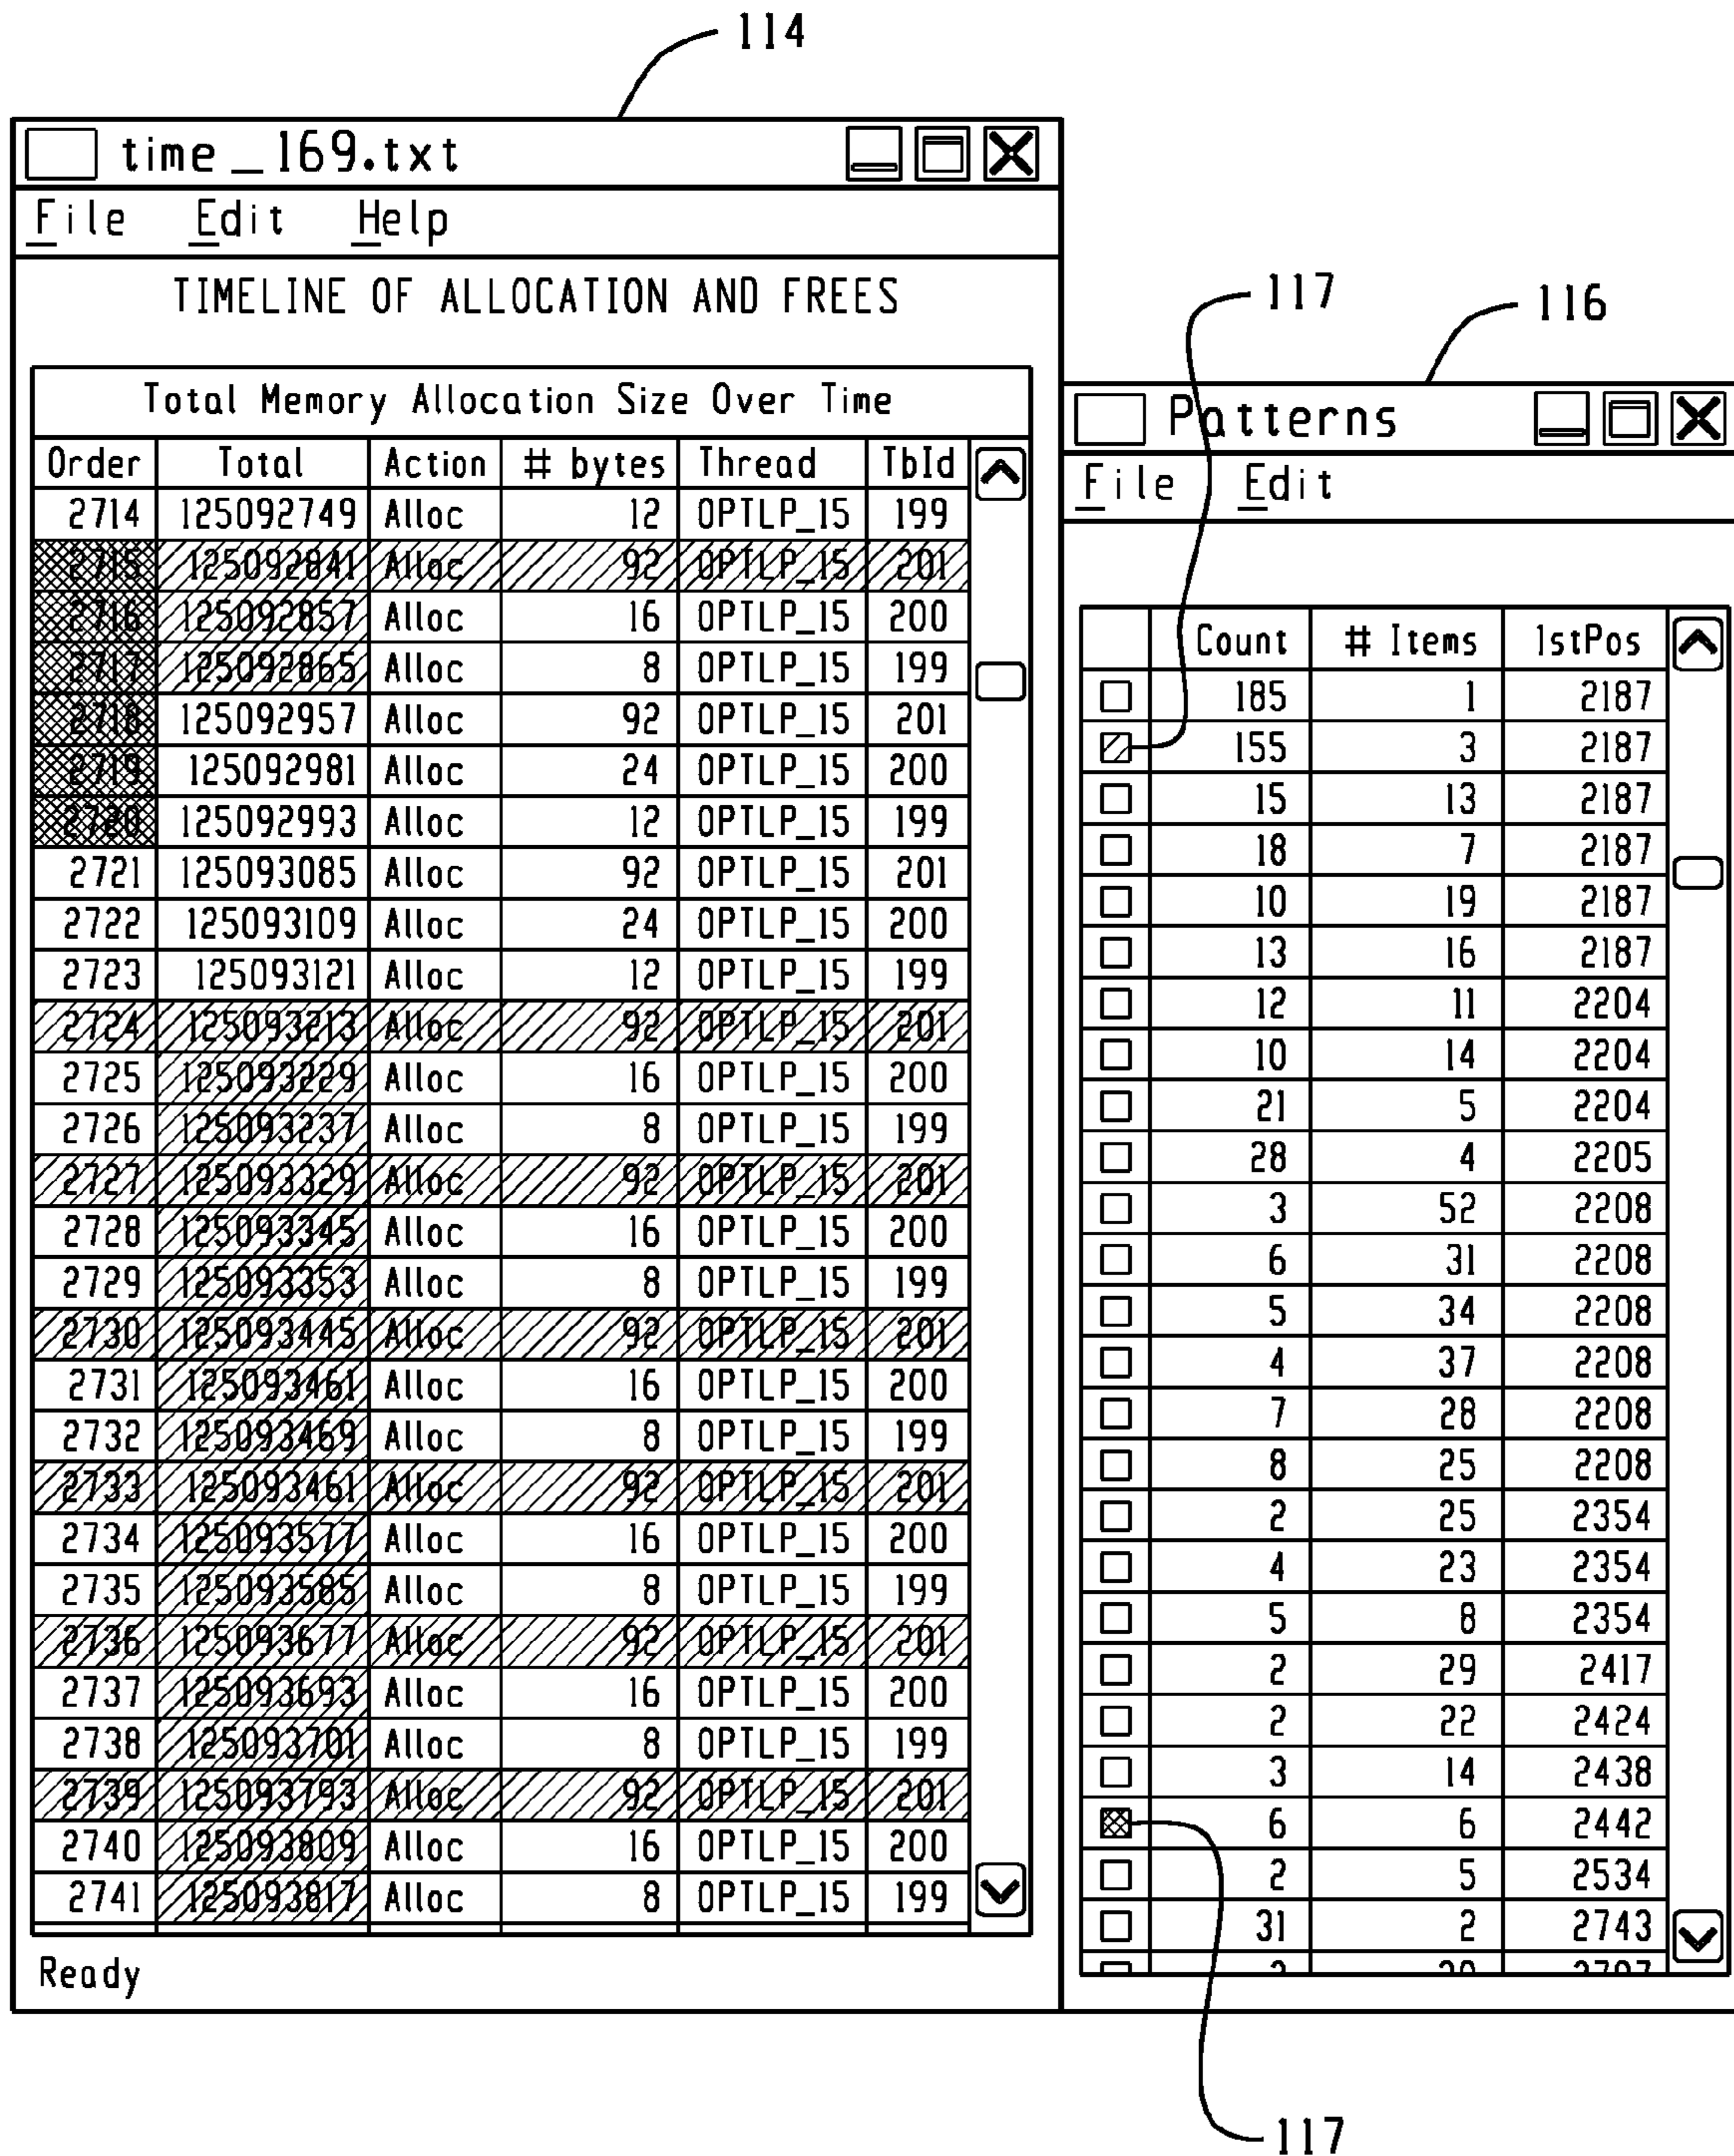 114
time_169.txt
File Edit Help
TIMELINE OF ALLOCATION AND FREES
117
116
Total Memory Allocation Size Over Time
Order Total Action # bytes Thread TbId
2714 125092749 Alloc 12 OPTLP_15 199
2715 125092841 Alloc 92 OPTLP_15 201
2716 125092857 Alloc 16 OPTLP_15 200
2717 125092865 Alloc 8 OPTLP_15 199
2718 125092957 Alloc 92 OPTLP_15 201
2719 125092981 Alloc 24 OPTLP_15 200
2720 125092993 Alloc 12 OPTLP_15 199
2721 125093085 Alloc 92 OPTLP_15 201
2722 125093109 Alloc 24 OPTLP_15 200
2723 125093121 Alloc 12 OPTLP_15 199
2724 125093213 Alloc 92 OPTLP_15 201
2725 125093229 Alloc 16 OPTLP_15 200
2726 125093237 Alloc 8 OPTLP_15 199
2727 125093329 Alloc 92 OPTLP_15 201
2728 125093345 Alloc 16 OPTLP_15 200
2729 125093353 Alloc 8 OPTLP_15 199
2730 125093445 Alloc 92 OPTLP_15 201
2731 125093461 Alloc 16 OPTLP_15 200
2732 125093469 Alloc 8 OPTLP_15 199
2733 125093461 Alloc 92 OPTLP_15 201
2734 125093577 Alloc 16 OPTLP_15 200
2735 125093585 Alloc 8 OPTLP_15 199
2736 125093677 Alloc 92 OPTLP_15 201
2737 125093693 Alloc 16 OPTLP_15 200
2738 125093701 Alloc 8 OPTLP_15 199
2739 125093793 Alloc 92 OPTLP_15 201
2740 125093809 Alloc 16 OPTLP_15 200
2741 125093817 Alloc 8 OPTLP_15 199
Ready
Patterns
File Edit
Count # Items 1stPos
185 1 2187
155 3 2187
15 13 2187
18 7 2187
10 19 2187
13 16 2187
12 11 2204
10 14 2204
21 5 2204
28 4 2205
3 52 2208
6 31 2208
5 34 2208
4 37 2208
7 28 2208
8 25 2208
2 25 2354
4 23 2354
5 8 2354
2 29 2417
2 22 2424
3 14 2438
6 6 2442
2 5 2534
31 2 2743
117